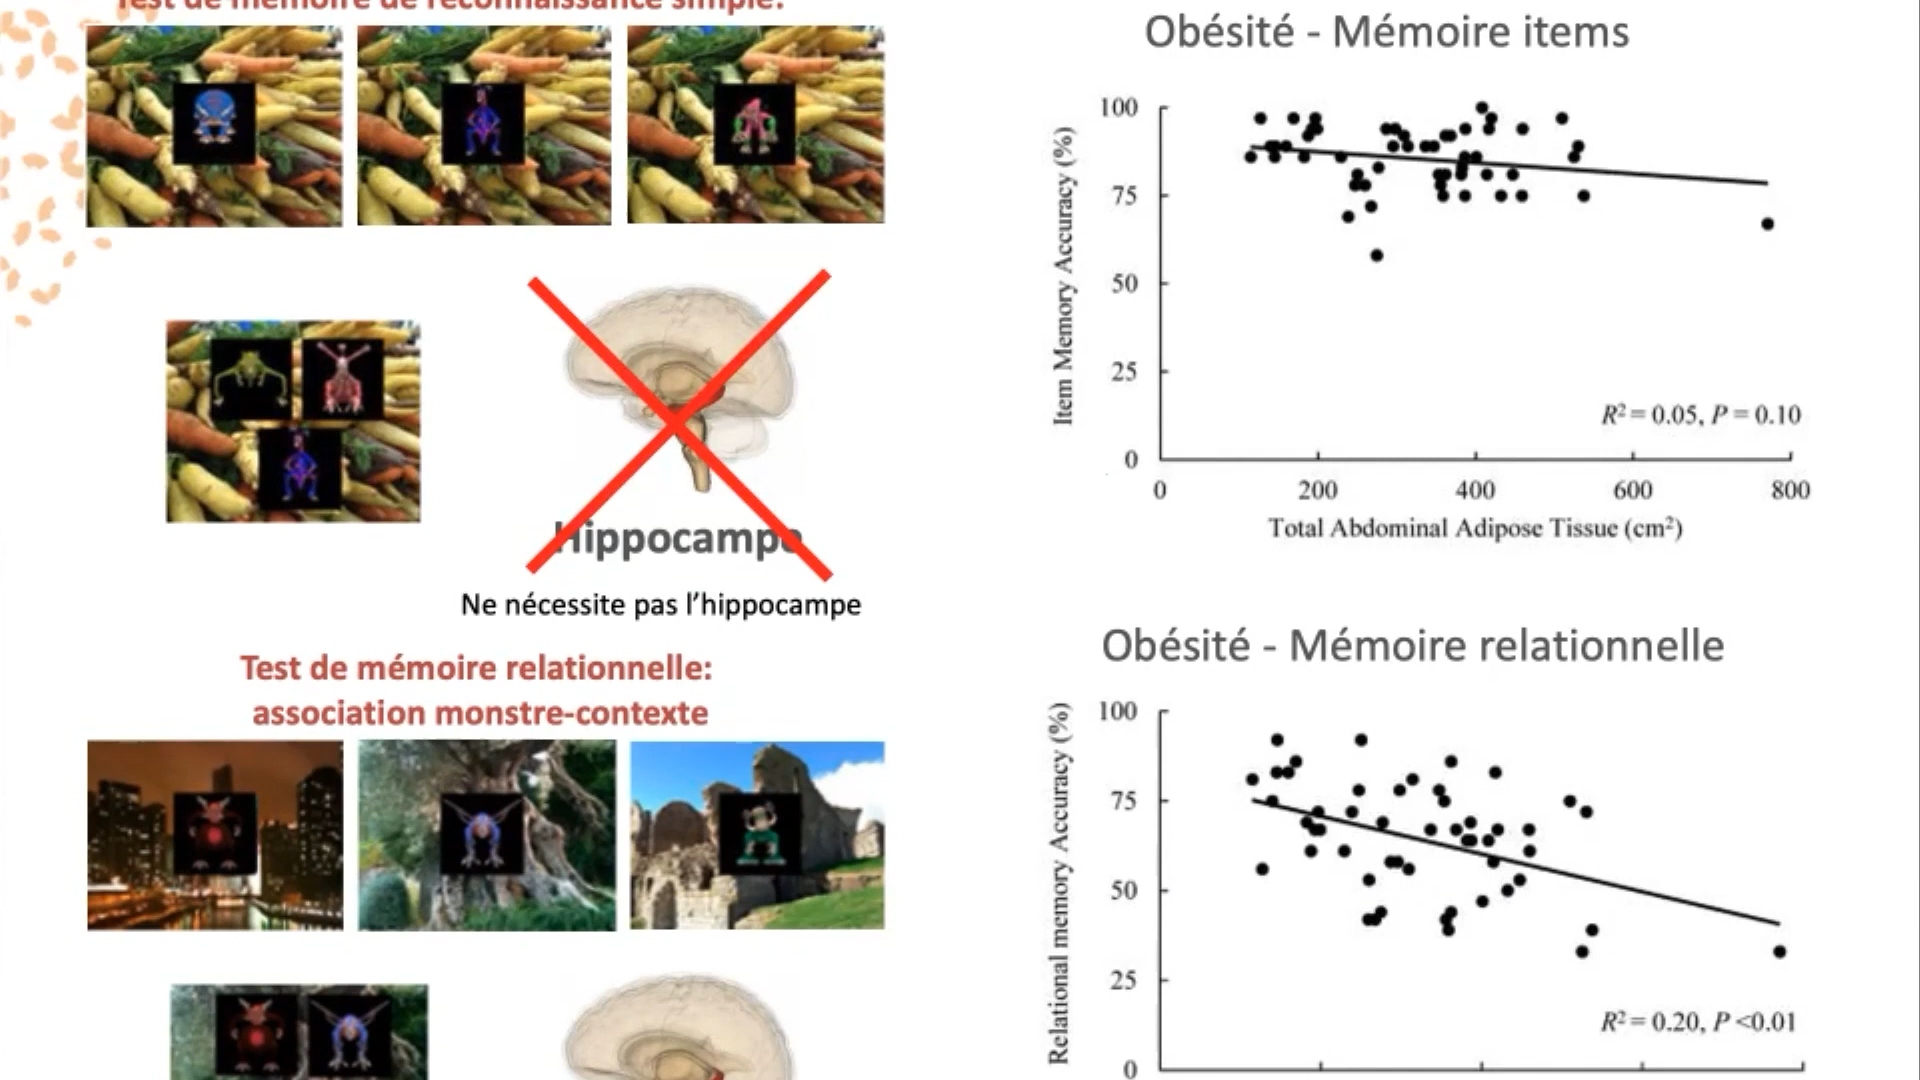 Test de mémoire de reconnaissance simple:
Hippocampe
Ne nécessite pas l’hippocampe
Test de mémoire relationnelle:
association monstre-contexte
Obésité - Mémoire items
Item Memory Accuracy (%)
100
75
50
25
0
R² = 0.05, P = 0.10
0 200 400 600 800
Total Abdominal Adipose Tissue (cm²)
Obésité - Mémoire relationnelle
Relational memory Accuracy (%)
100
75
50
25
0
R² = 0.20, P <0.01